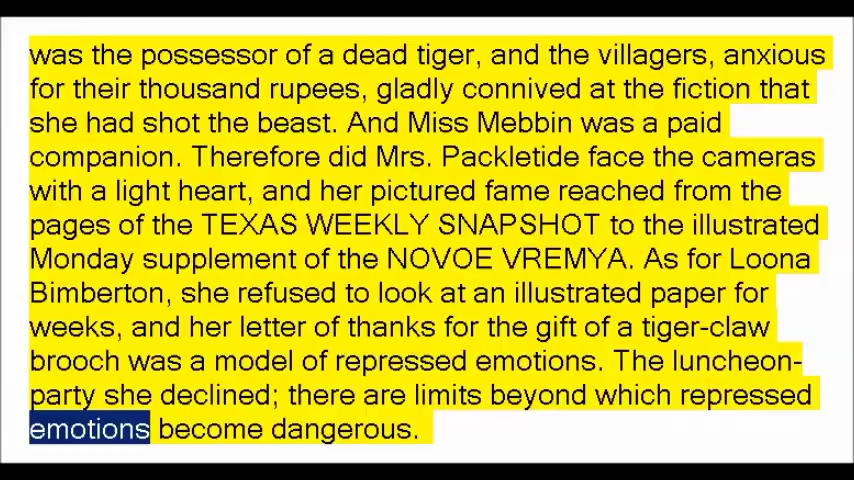 was the possessor of a dead tiger, and the villagers, anxious
for their thousand rupees, gladly connived at the fiction that
she had shot the beast. And Miss Mebbin was a paid
companion. Therefore did Mrs. Packletide face the cameras
with a light heart, and her pictured fame reached from the
pages of the TEXAS WEEKLY SNAPSHOT to the illustrated
Monday supplement of the NOVOE VREMYA. As for Loona
Bimberton, she refused to look at an illustrated paper for
weeks, and her letter of thanks for the gift of a tiger-claw
brooch was a model of repressed emotions. The luncheon-
party she declined; there are limits beyond which repressed
emotions become dangerous.